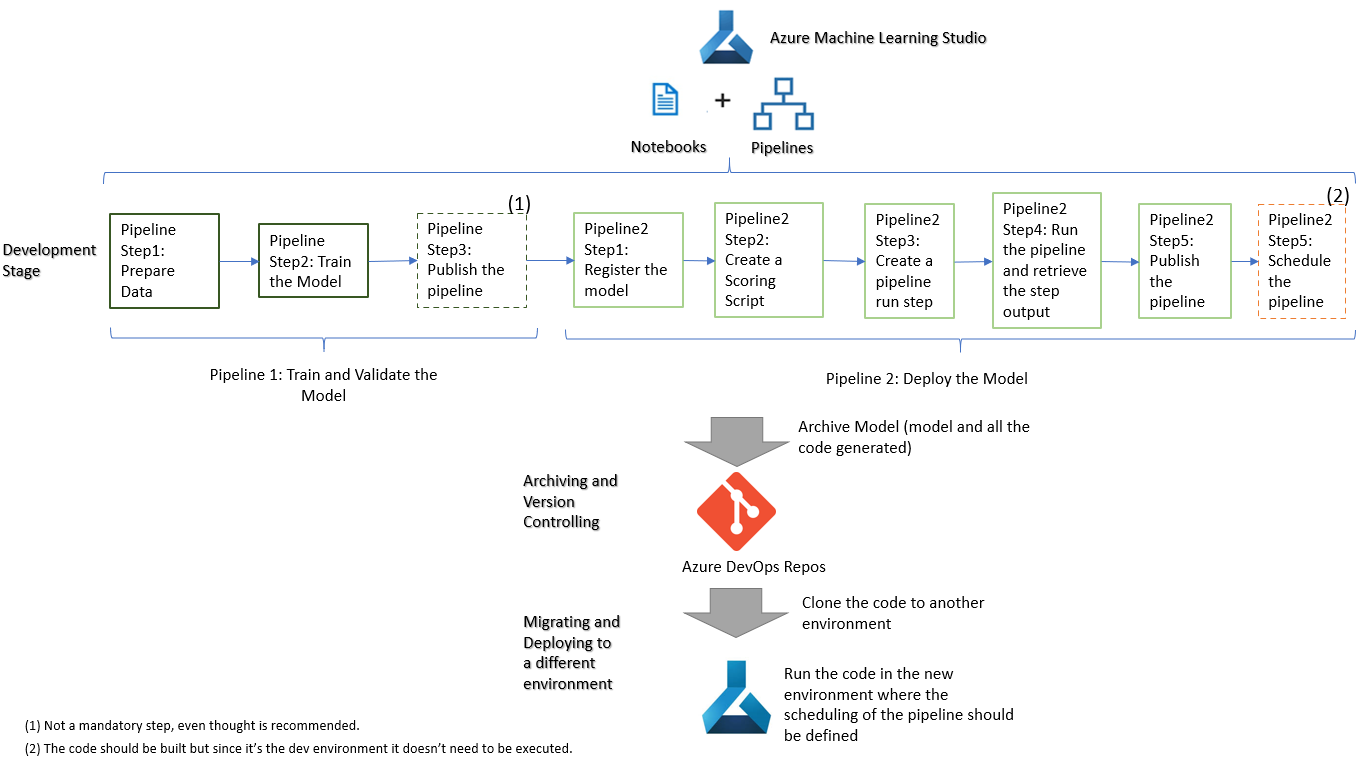 Azure Machine Learning Studio
+
Notebooks
Pipelines
Development
Stage
Pipeline
Step1:
Prepare
Data
Pipeline
Step2: Train
the Model
(1)
Pipeline
Step3:
Publish the
pipeline
Pipeline2
Step1:
Register the
model
Pipeline2
Step2:
Create a
Scoring
Script
Pipeline2
Step3:
Create a
pipeline
run step
Pipeline2
Step4: Run
the pipeline
and retrieve
the step
output
Pipeline2
Step5:
Publish
the
pipeline
(2)
Pipeline2
Step5:
Schedule
the
pipeline
Pipeline 1: Train and Validate the
Model
Pipeline 2: Deploy the Model
Archive Model (model and all the
code generated)
Archiving and
Version
Controlling
Azure DevOps Repos
Clone the code to another
environment
Migrating and
Deploying to
a different
environment
Run the code in the new
environment where the
scheduling of the pipeline should
be defined
(1) Not a mandatory step, even thought is recommended.
(2) The code should be built but since it's the dev environment it doesn't need to be executed.